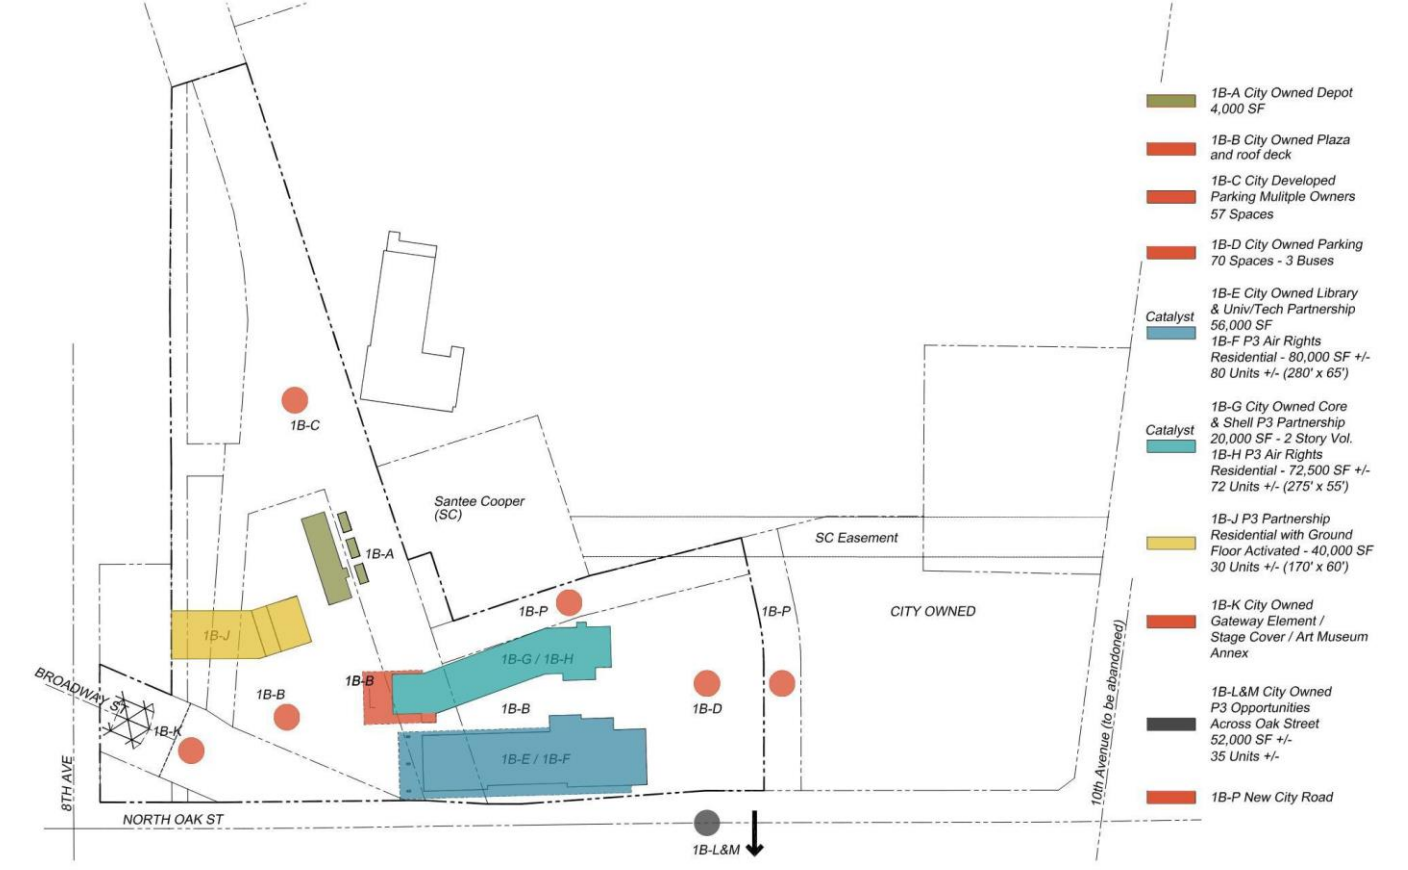 1B-A City Owned Depot
4,000 SF
1B-B City Owned Plaza
and roof deck
1B-C City Developed
Parking Mulitple Owners
57 Spaces
1B-D City Owned Parking
70 Spaces - 3 Buses
Catalyst
1B-E City Owned Library
& Univ/Tech Partnership
56,000 SF
1B-F P3 Air Rights
Residential - 80,000 SF +/-
80 Units +/- (280' x 65')
Catalyst
1B-G City Owned Core
& Shell P3 Partnership
20,000 SF - 2 Story Vol.
1B-H P3 Air Rights
Residential - 72,500 SF +/-
72 Units +/- (275' x 55')
1B-J P3 Partnership
Residential with Ground
Floor Activated - 40,000 SF
30 Units +/- (170' x 60')
1B-K City Owned
Gateway Element /
Stage Cover / Art Museum
Annex
1B-L&M City Owned
P3 Opportunities
Across Oak Street
52,000 SF +/-
35 Units +/-
1B-P New City Road
1B-C
Santee Cooper
(SC)
SC Easement
1B-A
1B-P
1B-P
CITY OWNED
1B-J
1B-G / 1B-H
1B-B
1B-B
1B-B
1B-D
BROADWAY ST
1B-K
1B-E / 1B-F
8TH AVE
10th Avenue (to be abandoned)
NORTH OAK ST
1B-L&M